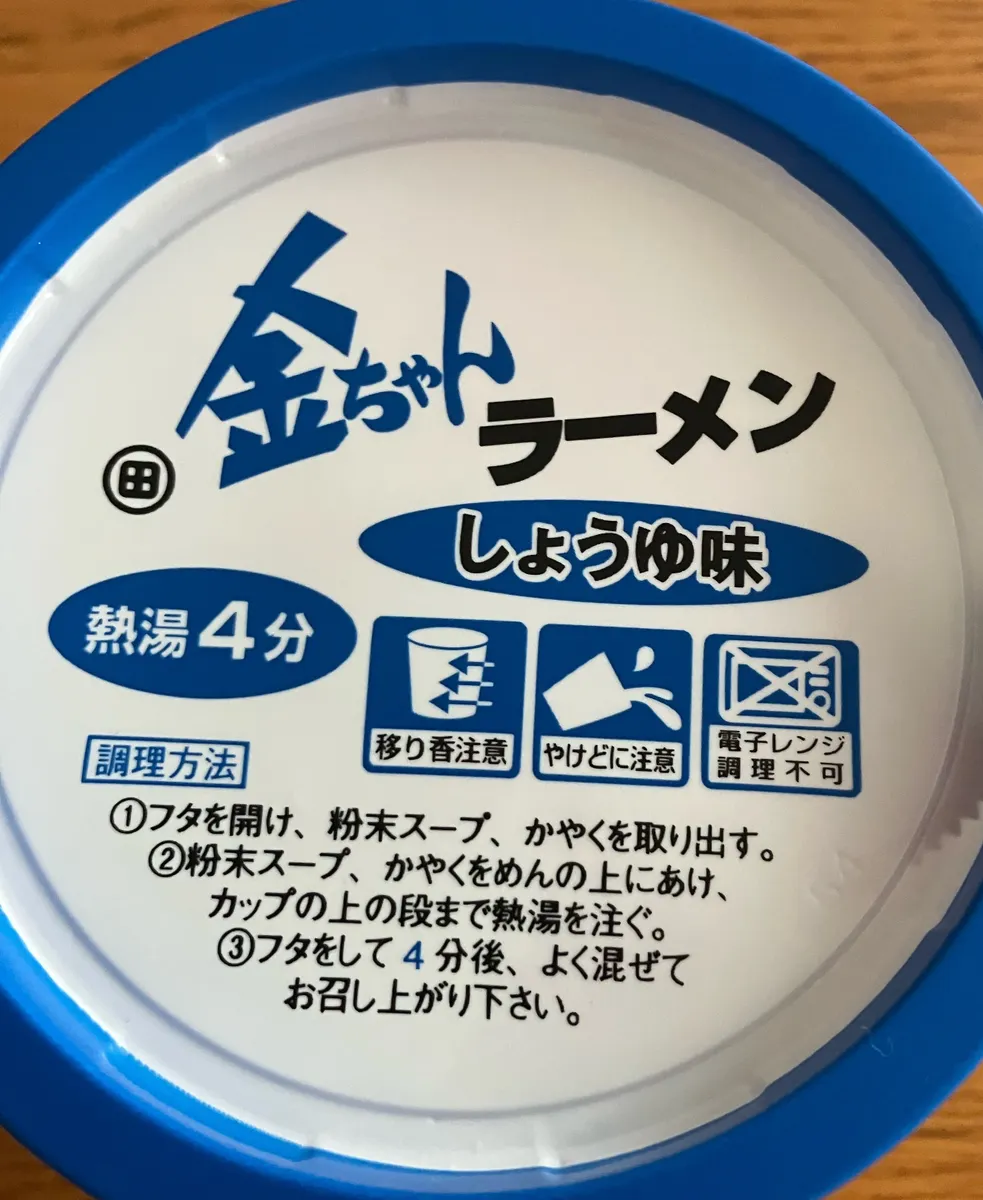 金ちゃん
ラーメン
田
しょうゆ味
熱湯4分
移り香注意
やけどに注意
電子レンジ
調理不可
調理方法
①フタを開け、粉末スープ、かやくを取り出す。
②粉末スープ、かやくをめんの上にあけ、
カップの上の段まで熱湯を注ぐ。
③フタをして4分後、よく混ぜて
お召し上がり下さい。